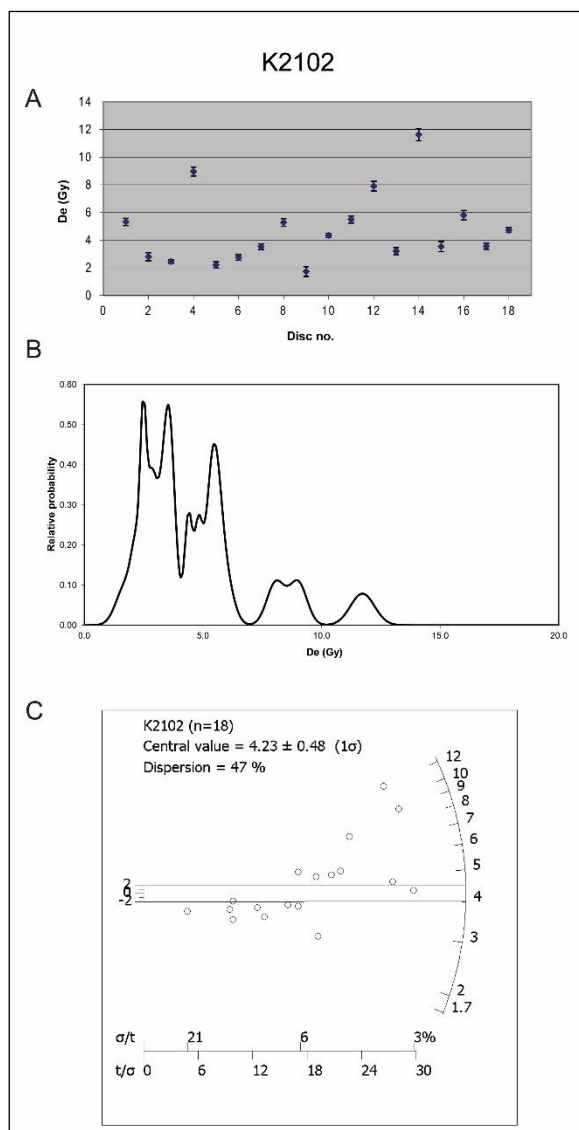 K2102
A
De (Gy)
14
12
10
8
6
4
2
0
0 2 4 6 8 10 12 14 16 18
Disc no.
B
Relative probability
0.60
0.50
0.40
0.30
0.20
0.10
0.00
0.0 5.0 10.0 15.0 20.0
De (Gy)
C
K2102 (n=18)
Central value = 4.23 ± 0.48 (1σ)
Dispersion = 47 %
12
10
9
8
7
6
5
4
3
2
1.7
2
0
-2
σ/t 21 6 3%
t/σ 0 6 12 18 24 30